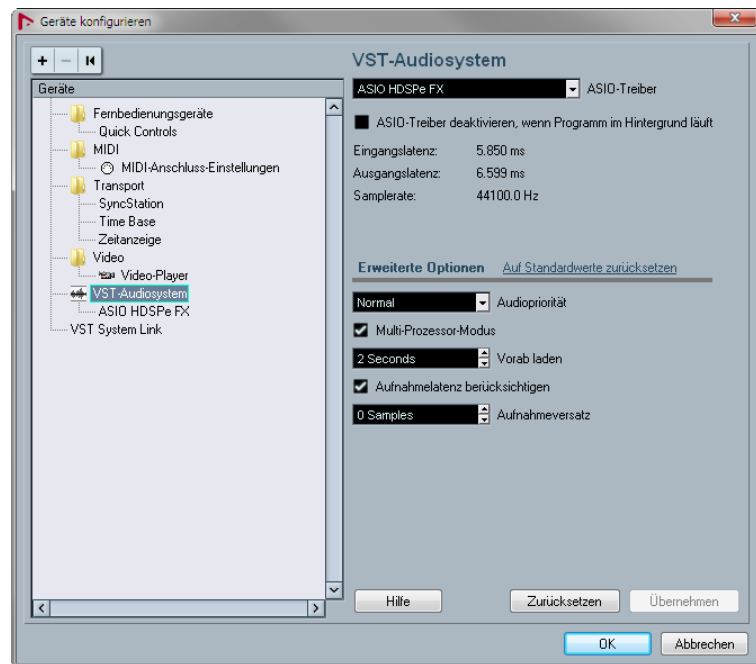 Geräte konfigurieren
Geräte
Fernbedienungsgeräte
Quick Controls
MIDI
MIDI-Anschluss-Einstellungen
Transport
SyncStation
Time Base
Zeitanzeige
Video
Video-Player
VST-Audiosystem
ASIO HDSPe FX
VST System Link
VST-Audiosystem
ASIO HDSPe FX ASIO-Treiber
ASIO-Treiber deaktivieren, wenn Programm im Hintergrund läuft
Eingangslatenz: 5.850 ms
Ausgangslatenz: 6.599 ms
Samplerate: 44100.0 Hz
Erweiterte Optionen Auf Standardwerte zurücksetzen
Normal Audiopriorität
Multi-Prozessor-Modus
2 Seconds Vorab laden
Aufnahmelatenz berücksichtigen
0 Samples Aufnahmeversatz
Hilfe Zurücksetzen Übernehmen
OK Abbrechen